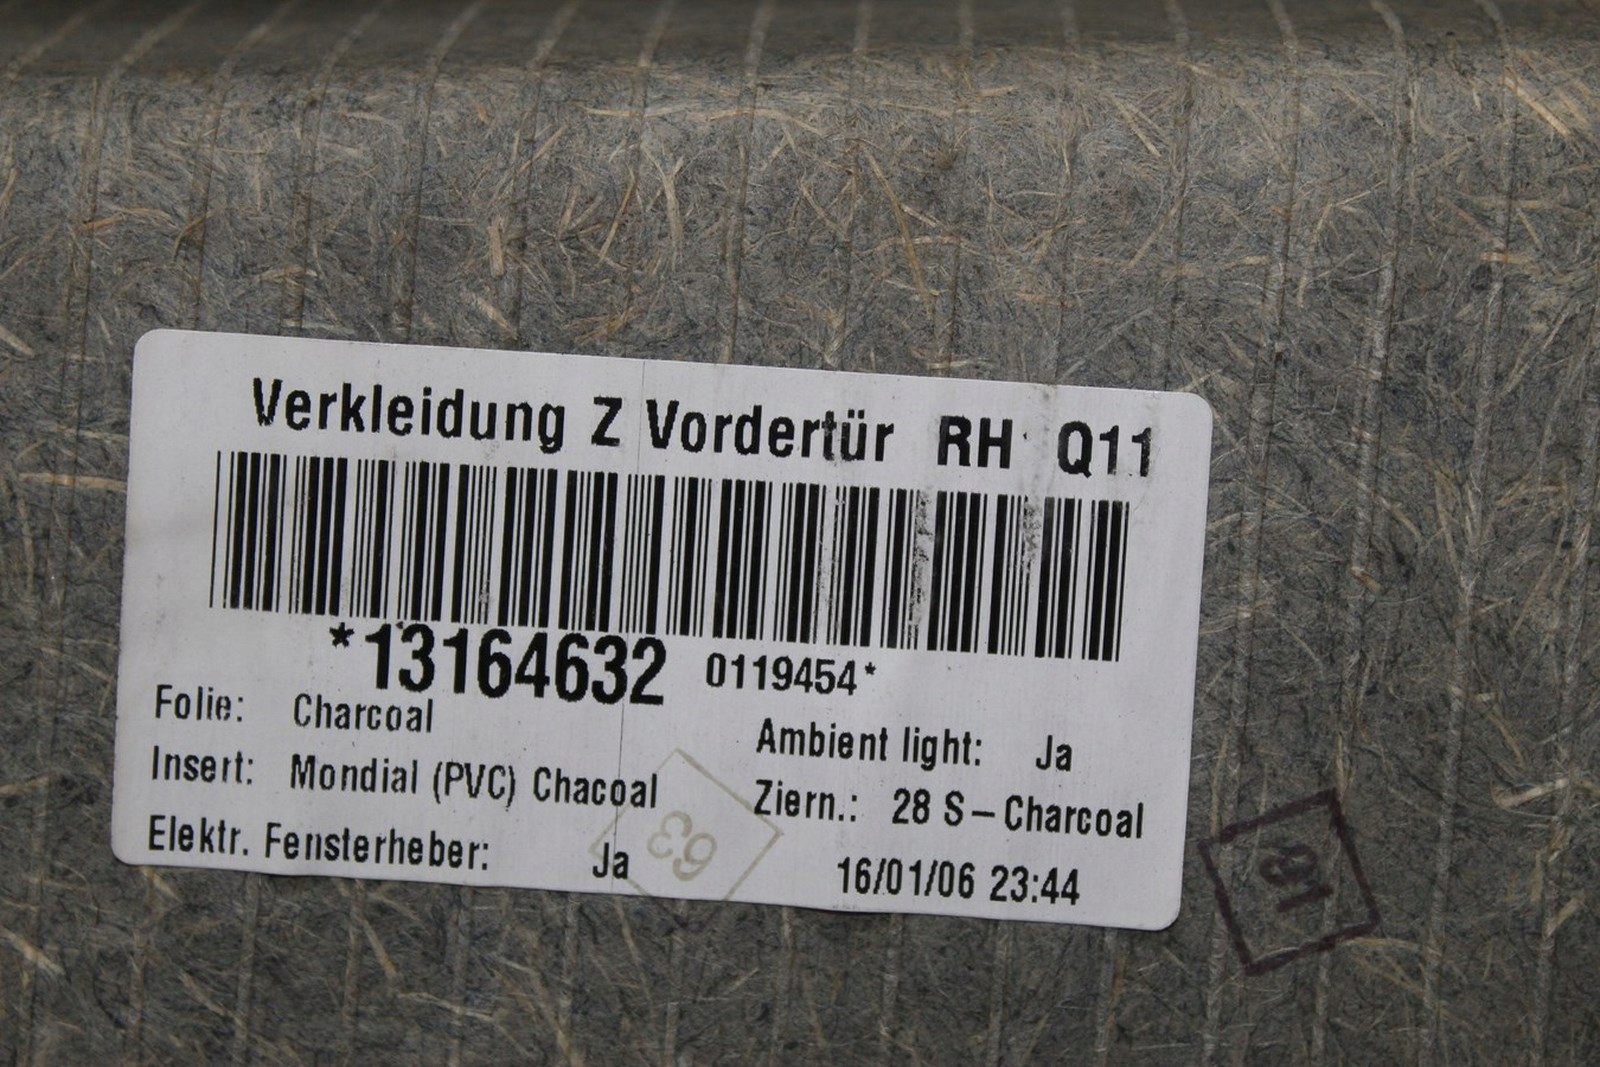 Verkleidung Z Vordertür RH Q11
*13164632 0119454*
Folie: Charcoal
Ambient light: Ja
Insert: Mondial (PVC) Chacoal
Ziern.: 28 S-Charcoal
Elektr. Fensterheber: Ja
16/01/06 23:44
63